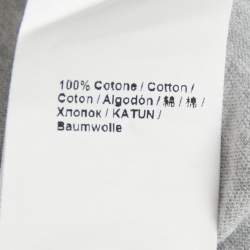 100% Cotone / Cotton /
Coton / Algodón / 綿 / 棉 /
Хлопок / KATUN /
Baumwolle